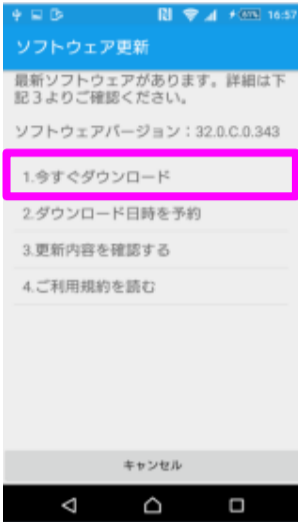 61% 16:57
ソフトウェア更新
最新ソフトウェアがあります。詳細は下
記3よりご確認ください。
ソフトウェアバージョン：32.0.C.0.343
1.今すぐダウンロード
2.ダウンロード日時を予約
3.更新内容を確認する
4.ご利用規約を読む
キャンセル